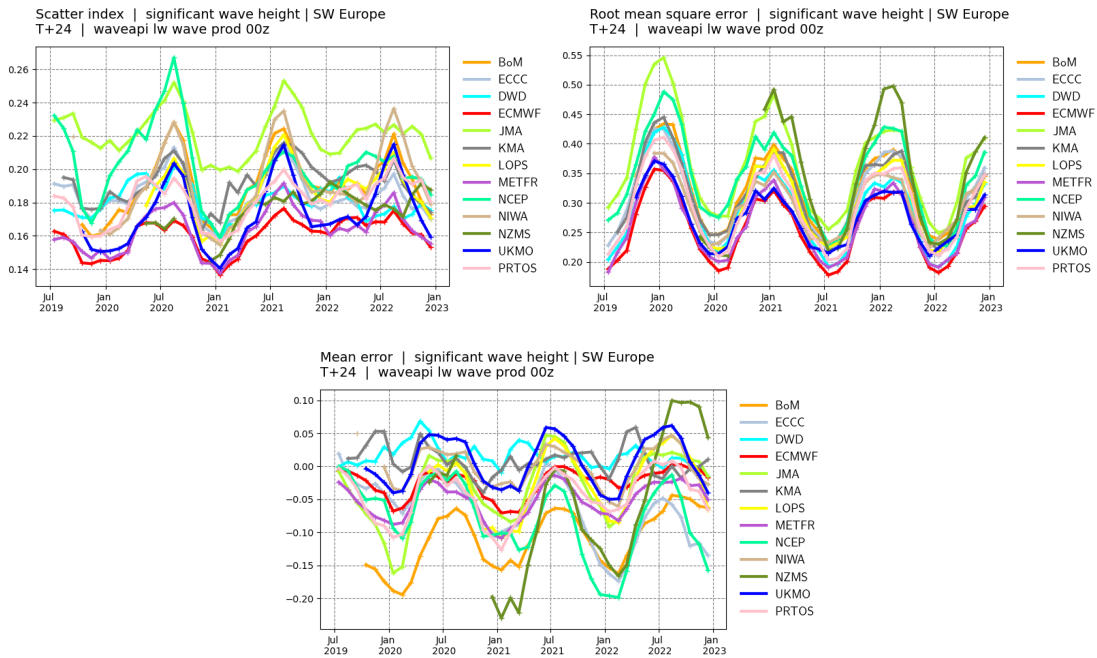 Scatter index | significant wave height | SW Europe
T+24 | waveapi lw wave prod 00z
0.26
0.24
0.22
0.20
0.18
0.16
0.14
Jul 2019
Jan 2020
Jul 2020
Jan 2021
Jul 2021
Jan 2022
Jul 2022
Jan 2023
BoM
ECCC
DWD
ECMWF
JMA
KMA
LOPS
METFR
NCEP
NIWA
NZMS
UKMO
PRTOS
Root mean square error | significant wave height | SW Europe
T+24 | waveapi lw wave prod 00z
0.55
0.50
0.45
0.40
0.35
0.30
0.25
0.20
Jul 2019
Jan 2020
Jul 2020
Jan 2021
Jul 2021
Jan 2022
Jul 2022
Jan 2023
BoM
ECCC
DWD
ECMWF
JMA
KMA
LOPS
METFR
NCEP
NIWA
NZMS
UKMO
PRTOS
Mean error | significant wave height | SW Europe
T+24 | waveapi lw wave prod 00z
0.10
0.05
0.00
−0.05
−0.10
−0.15
−0.20
Jul 2019
Jan 2020
Jul 2020
Jan 2021
Jul 2021
Jan 2022
Jul 2022
Jan 2023
BoM
ECCC
DWD
ECMWF
JMA
KMA
LOPS
METFR
NCEP
NIWA
NZMS
UKMO
PRTOS